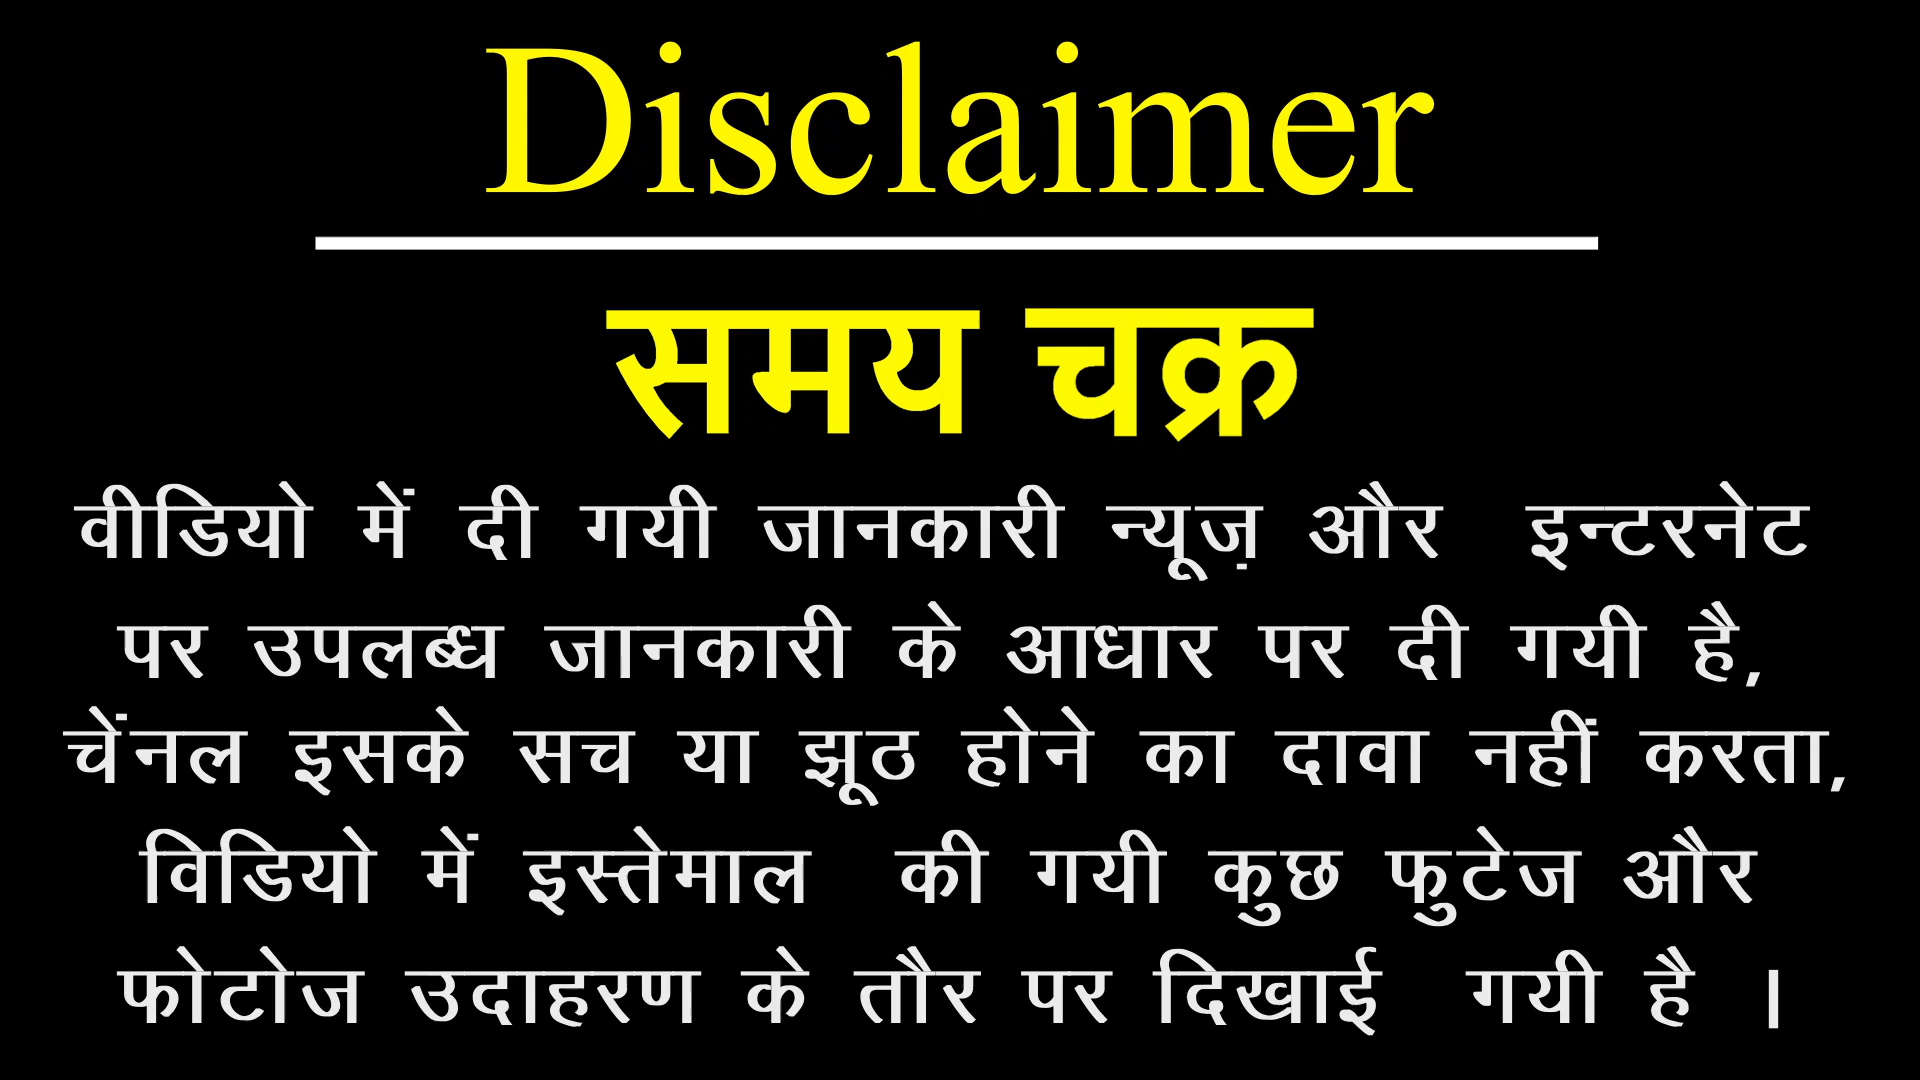 Disclaimer
समय चक्र
वीडियो में दी गयी जानकारी न्यूज़ और इन्टरनेट
पर उपलब्ध जानकारी के आधार पर दी गयी है,
चेंनल इसके सच या झूठ होने का दावा नहीं करता,
विडियो में इस्तेमाल की गयी कुछ फुटेज और
फोटोज उदाहरण के तौर पर दिखाई गयी है ।